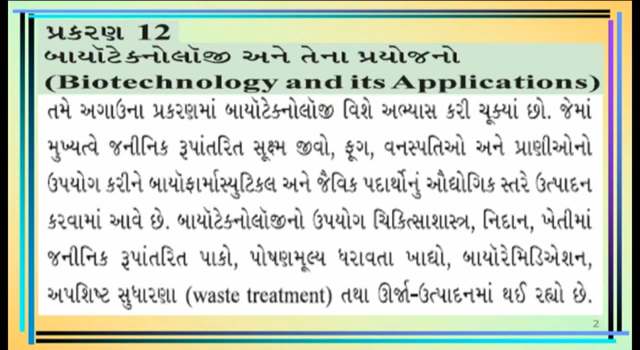 પ્રકરણ 12
બાયૉટેક્નોલૉજી અને તેના પ્રયોજનો
(Biotechnology and its Applications)
તમે અગાઉના પ્રકરણમાં બાયૉટેક્નોલૉજી વિશે અભ્યાસ કરી ચૂક્યાં છો. જેમાં
મુખ્યત્વે જનીનિક રૂપાંતરિત સૂક્ષ્મ જીવો, ફૂગ, વનસ્પતિઓ અને પ્રાણીઓનો
ઉપયોગ કરીને બાયૉફાર્માસ્યુટિકલ અને જૈવિક પદાર્થોનું ઔદ્યોગિક સ્તરે ઉત્પાદન
કરવામાં આવે છે. બાયૉટેક્નોલૉજીનો ઉપયોગ ચિકિત્સાશાસ્ત્ર, નિદાન, ખેતીમાં
જનીનિક રૂપાંતરિત પાકો, પોષણમૂલ્ય ધરાવતા ખાદ્યો, બાયૉરેમિડિએશન,
અપશિષ્ટ સુધારણા (waste treatment) તથા ઊર્જા-ઉત્પાદનમાં થઈ રહ્યો છે.
2